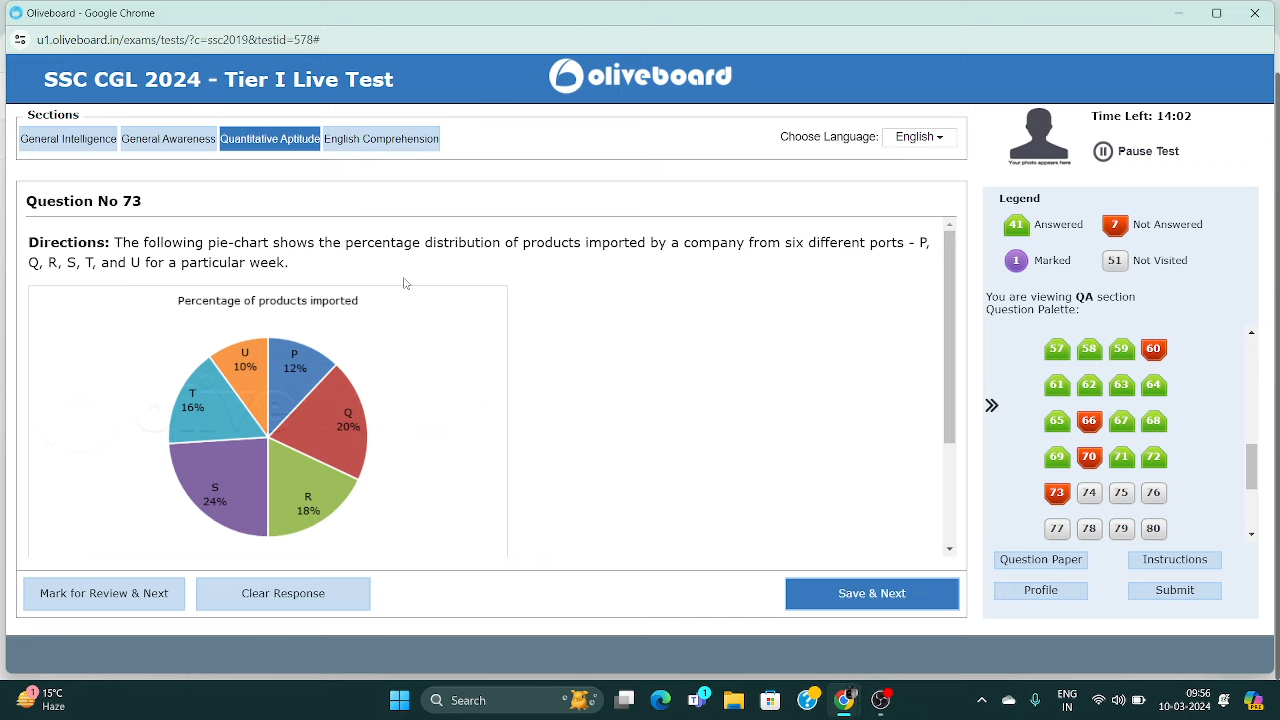 Oliveboard - Google Chrome
u1.oliveboard.in/exams/tests/?c=ssc2019&testid=578#
SSC CGL 2024 - Tier I Live Test
oliveboard
Sections
General Intelligence General Awareness Quantitative Aptitude English Comprehension
Choose Language: English
Your photo appears here
Time Left: 14:02
Pause Test
Question No 73
Directions: The following pie-chart shows the percentage distribution of products imported by a company from six different ports - P,
Q, R, S, T, and U for a particular week.
Percentage of products imported
U
10%
P
12%
T
16%
Q
20%
S
24%
R
18%
Mark for Review & Next
Clear Response
Save & Next
Legend
41 Answered 7 Not Answered
1 Marked 51 Not Visited
You are viewing QA section
Question Palette:
57 58 59 60
61 62 63 64
65 66 67 68
69 70 71 72
73 74 75 76
77 78 79 80
Question Paper Instructions
Profile Submit
1
15°C
Haze
Search
1
ENG
IN
09:56
10-03-2024